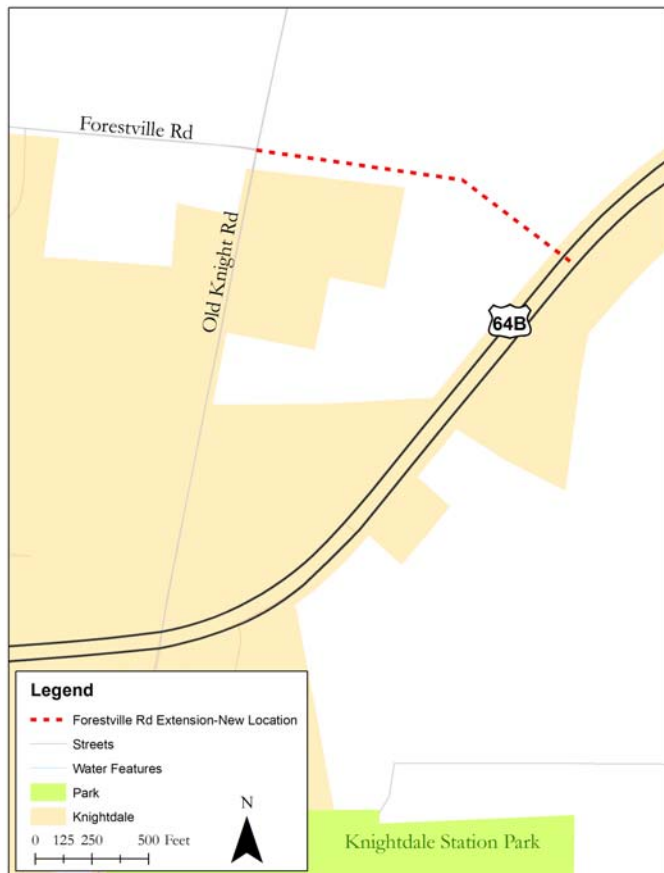 Forestville Rd
Old Knight Rd
64B
Legend
Forestville Rd Extension-New Location
Streets
Water Features
Park
Knightdale
N
0 125 250 500 Feet
Knightdale Station Park